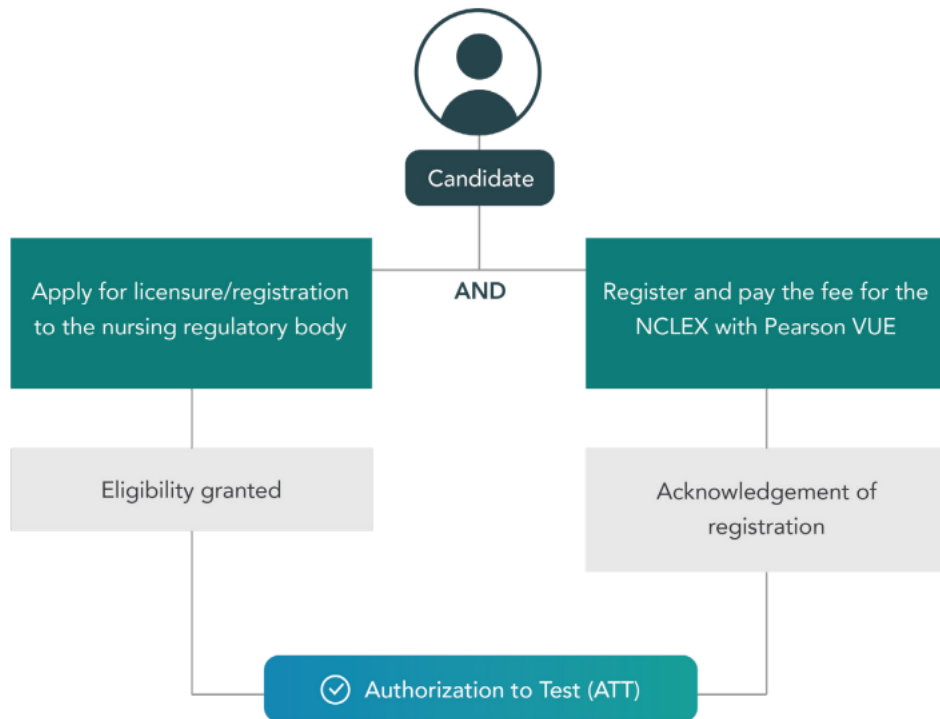 Candidate
AND
Apply for licensure/registration
to the nursing regulatory body
Register and pay the fee for the
NCLEX with Pearson VUE
Eligibility granted
Acknowledgement of
registration
Authorization to Test (ATT)